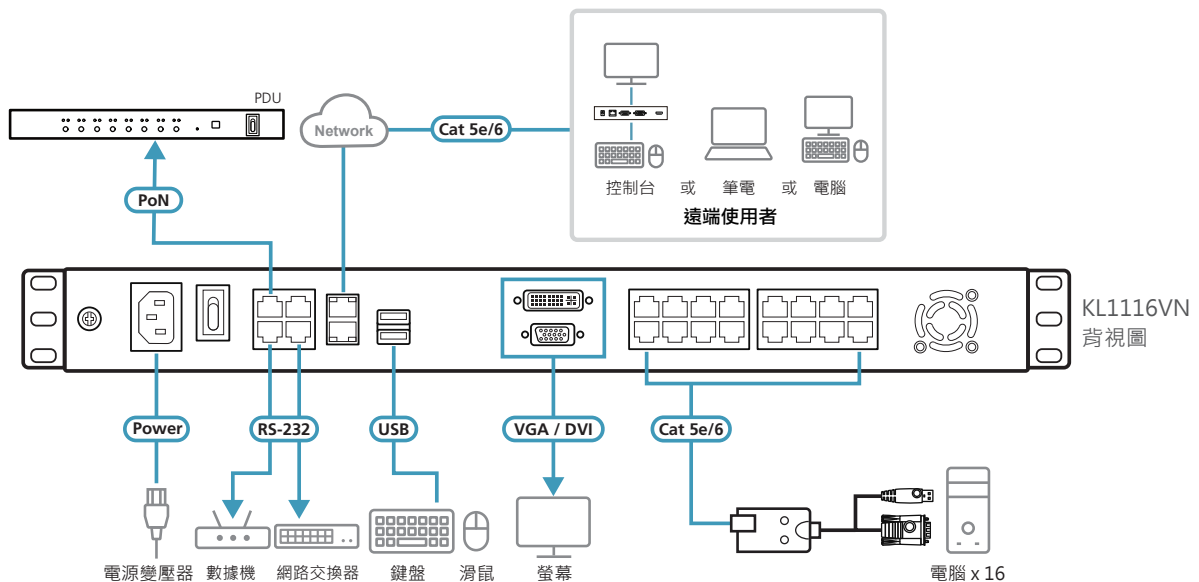 PDU
Network
Cat 5e/6
控制台 或 筆電 或 電腦
遠端使用者
PoN
KL1116VN
背視圖
Power
RS-232
USB
VGA / DVI
Cat 5e/6
電源變壓器 數據機 網路交換器 鍵盤 滑鼠 螢幕 電腦 x 16